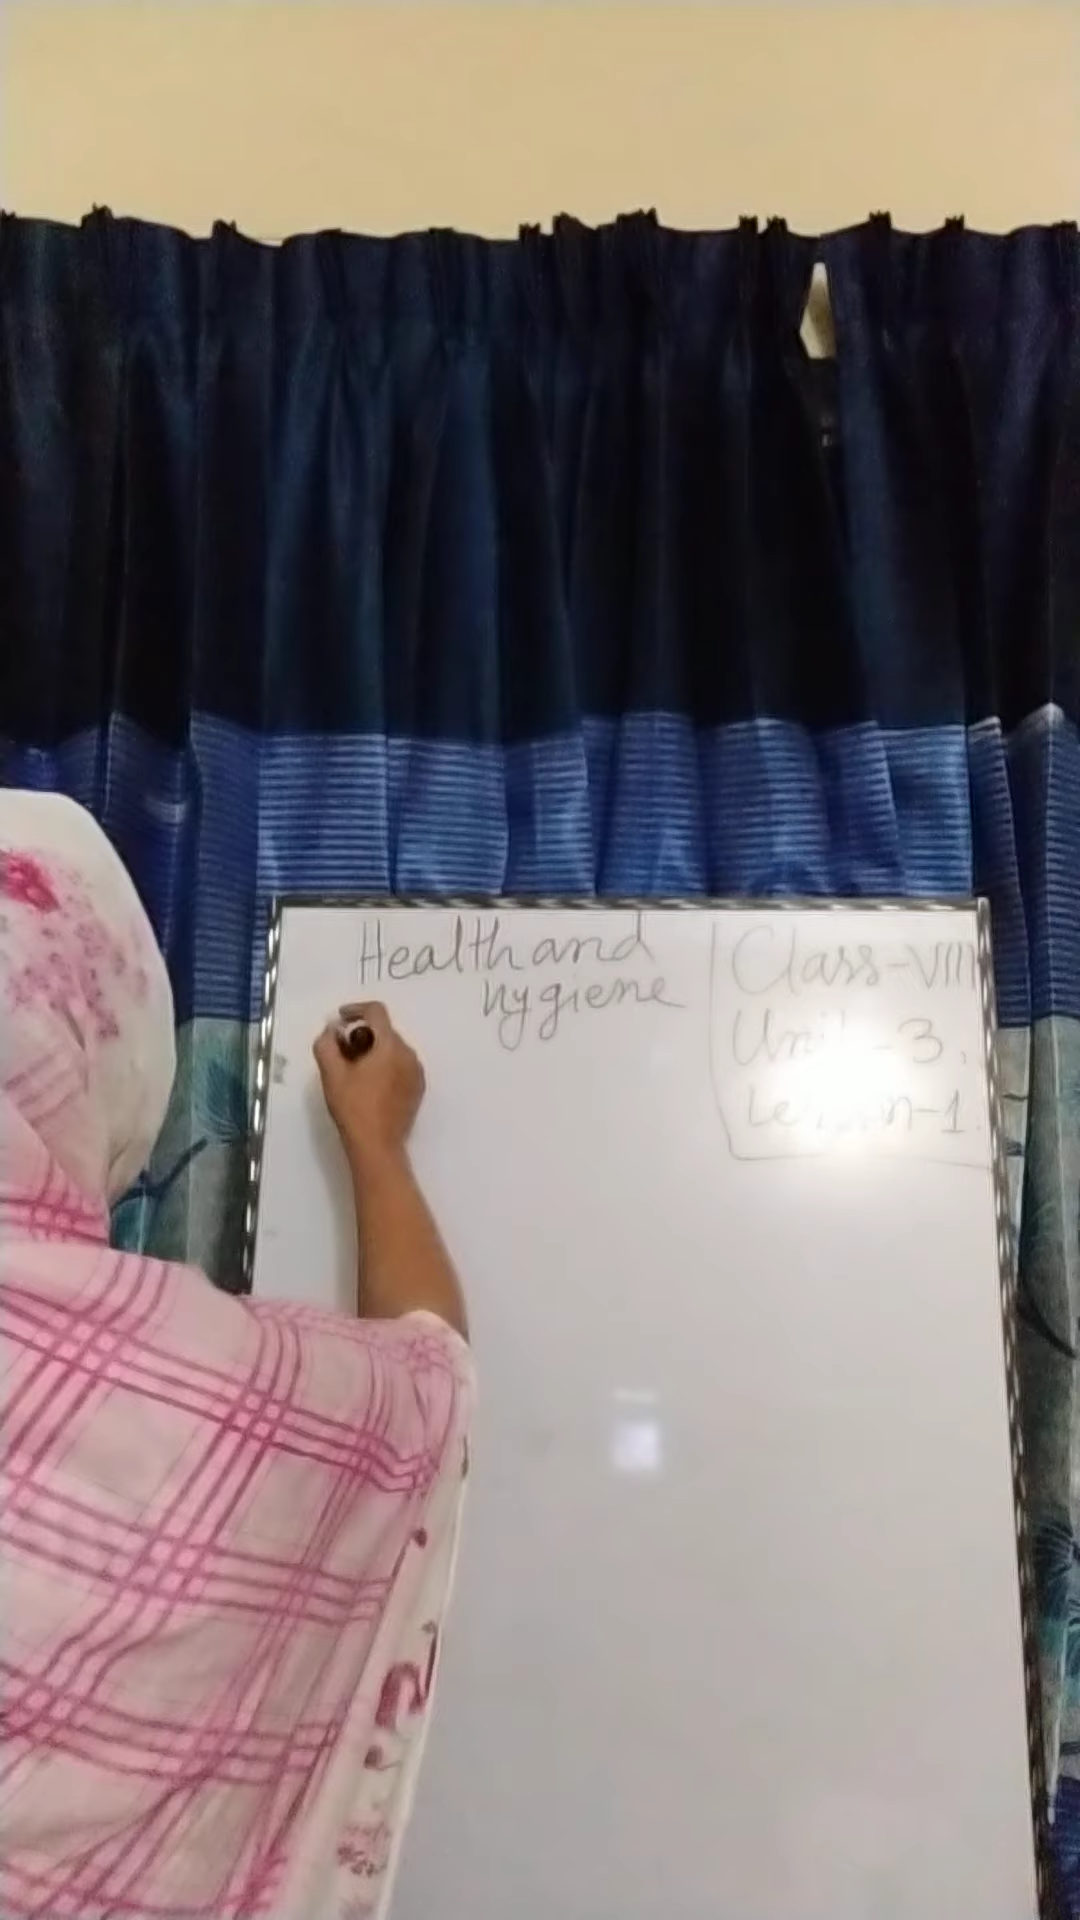 Health and
hygiene
Class-VIII
Unit-3.
Lesson-1.